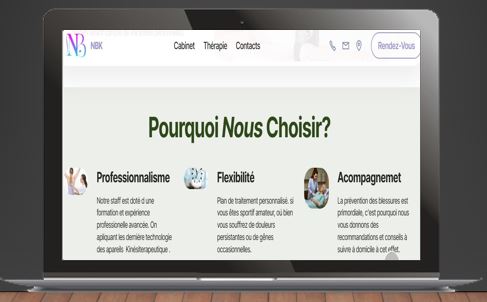 NBK
Cabinet Thérapie Contacts
Rendez-Vous
Pourquoi Nous Choisir?
Professionnalisme
Notre staff est doté d une
formation et expérience
professionnelle avancée. On
apliquant les dernière technologie
des apareils Kinésiterapeutique .
Flexibilité
Plan de traitement personnalisé. si
vous êtes sportif amateur, où bien
vous souffrez de douleurs
persistantes ou de gênes
occasionnelles.
Acompagnemet
La prévention des blessures est
primordiale, c'est pourquoi nous
vous donnons des
recommandations et conseils à
suivre à domicile à cet effet.